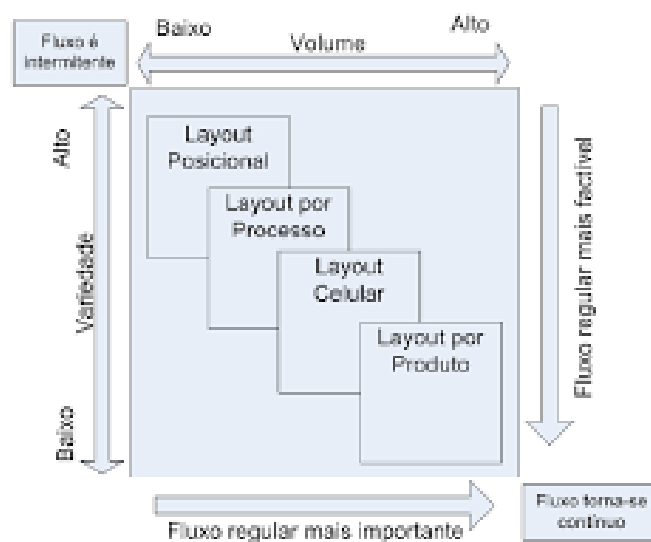 Fluxo é
intermitente
Baixo
Volume
Alto
Alto
Variedade
Baixo
Layout
Posicional
Layout por
Processo
Layout
Celular
Layout por
Produto
Fluxo regular mais factível
Fluxo regular mais importante
Fluxo torna-se
contínuo